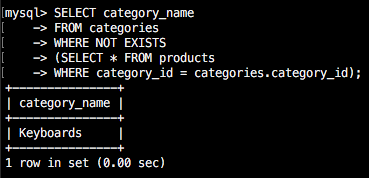 mysql> SELECT category_name
    -> FROM categories
    -> WHERE NOT EXISTS
    -> (SELECT * FROM products
    -> WHERE category_id = categories.category_id);
+---------------+
| category_name |
+---------------+
| Keyboards     |
+---------------+
1 row in set (0.00 sec)